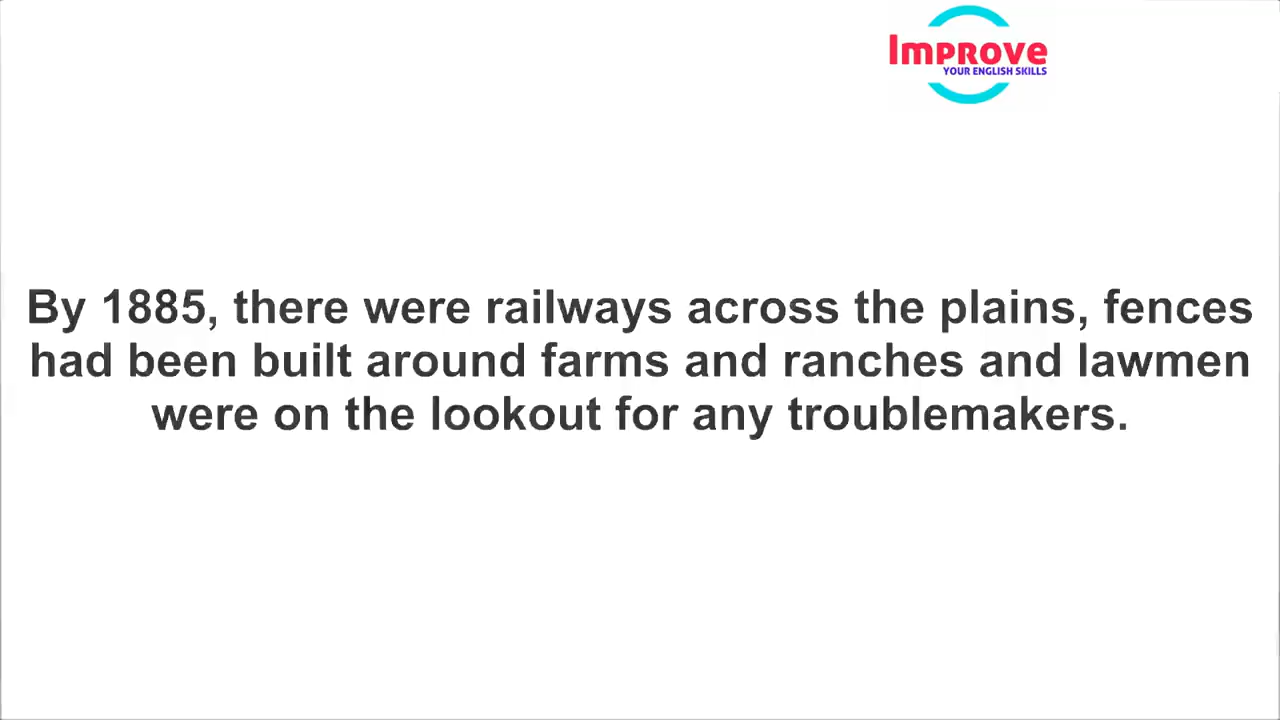 Improve
YOUR ENGLISH SKILLS
By 1885, there were railways across the plains, fences
had been built around farms and ranches and lawmen
were on the lookout for any troublemakers.